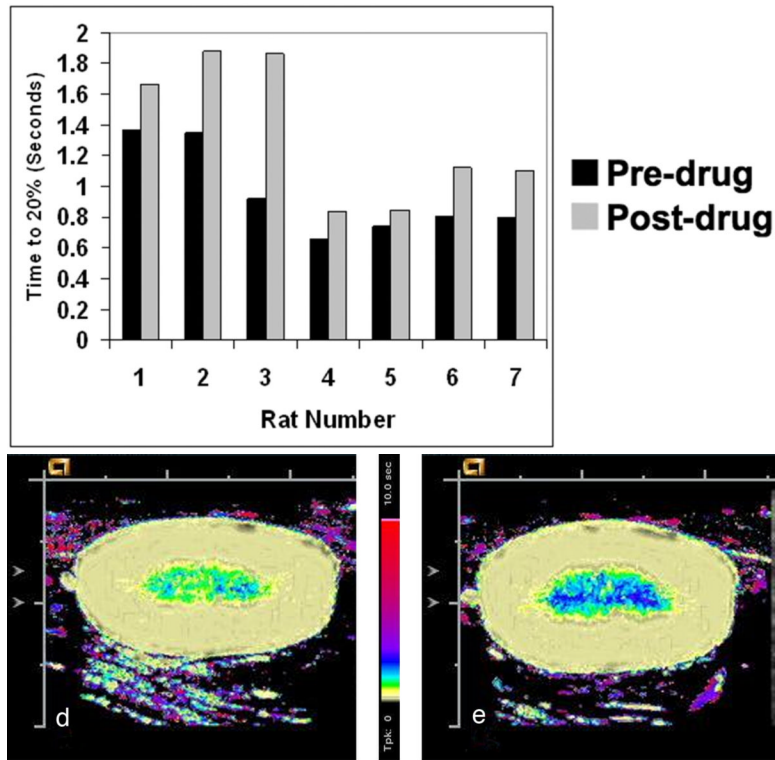 2
1.8
1.6
1.4
1.2
1
0.8
0.6
0.4
0.2
0
Time to 20% (Seconds)
1 2 3 4 5 6 7
Rat Number
Pre-drug
Post-drug
d
10.0 sec
Tpk: 0
e